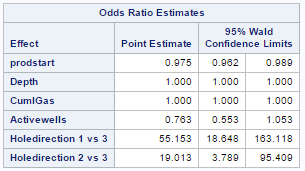 Odds Ratio Estimates
Effect Point Estimate 95% Wald Confidence Limits
prodstart 0.975 0.962 0.989
Depth 1.000 1.000 1.000
CumlGas 1.000 1.000 1.000
Activewells 0.763 0.553 1.053
Holedirection 1 vs 3 55.153 18.648 163.118
Holedirection 2 vs 3 19.013 3.789 95.409